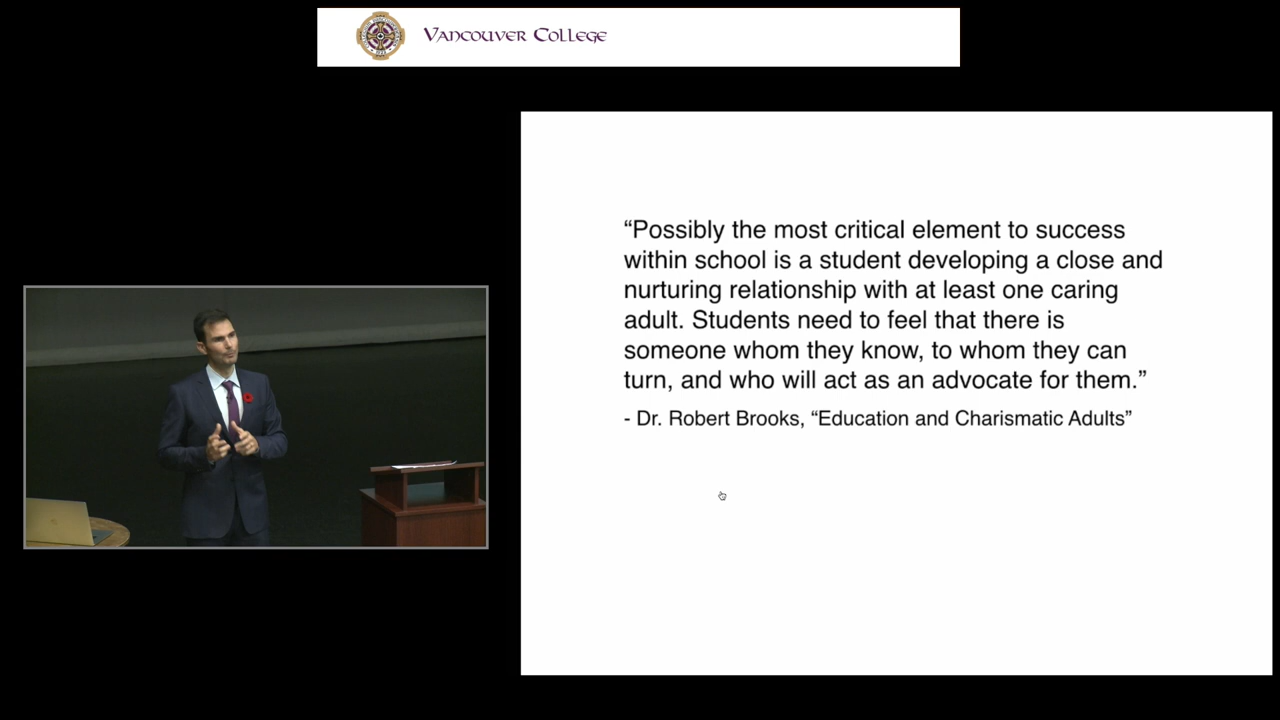 Vancouver College
“Possibly the most critical element to success
within school is a student developing a close and
nurturing relationship with at least one caring
adult. Students need to feel that there is
someone whom they know, to whom they can
turn, and who will act as an advocate for them.”
- Dr. Robert Brooks, “Education and Charismatic Adults”